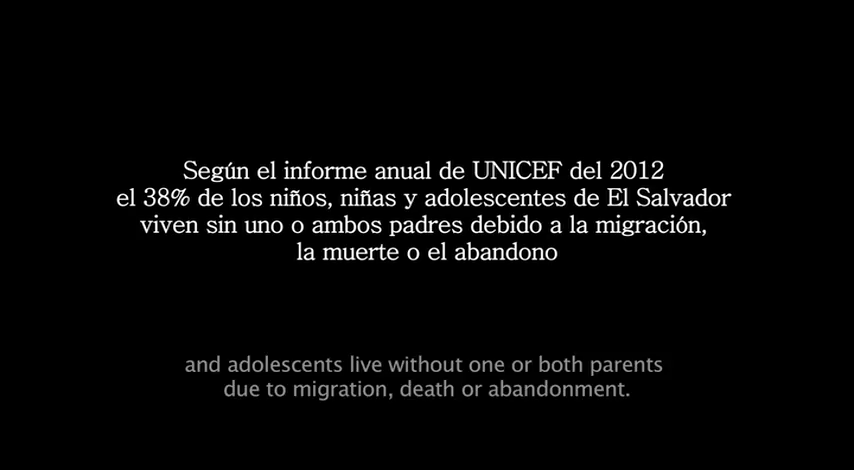 Según el informe anual de UNICEF del 2012
el 38% de los niños, niñas y adolescentes de El Salvador
viven sin uno o ambos padres debido a la migración,
la muerte o el abandono
and adolescents live without one or both parents
due to migration, death or abandonment.